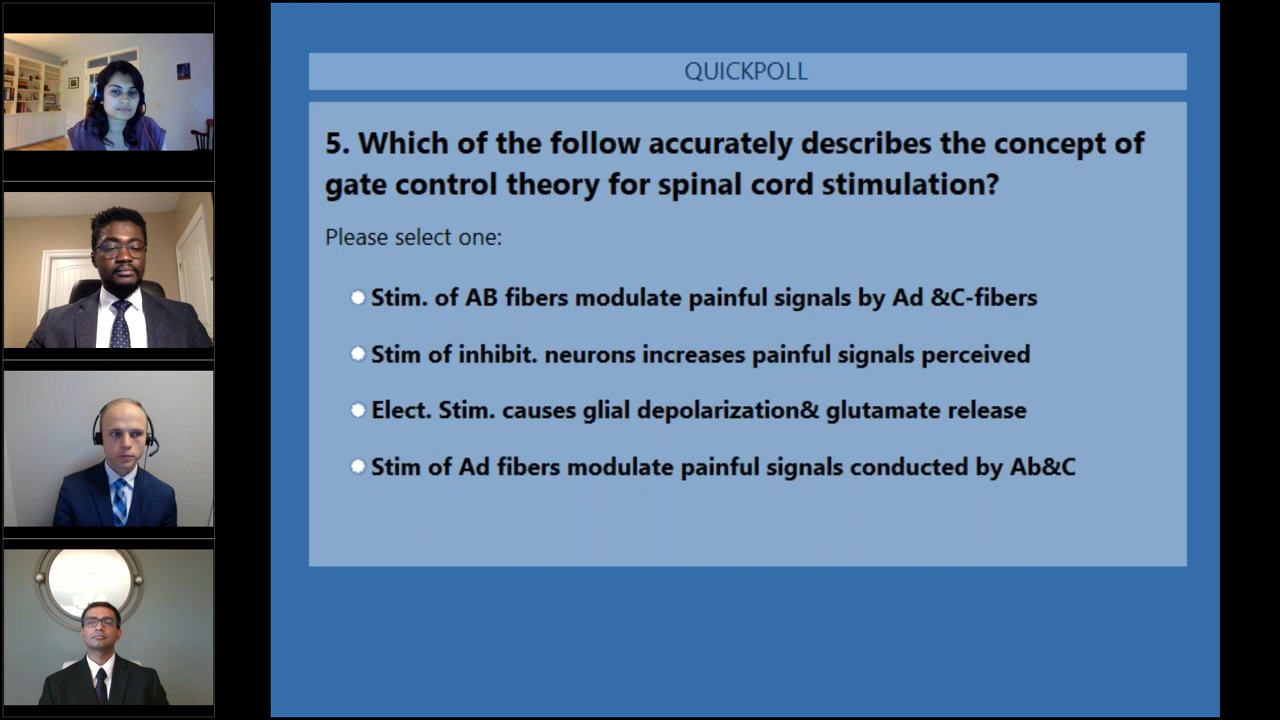 QUICKPOLL
5. Which of the follow accurately describes the concept of
gate control theory for spinal cord stimulation?
Please select one:
Stim. of AB fibers modulate painful signals by Ad &C-fibers
Stim of inhibit. neurons increases painful signals perceived
Elect. Stim. causes glial depolarization& glutamate release
Stim of Ad fibers modulate painful signals conducted by Ab&C